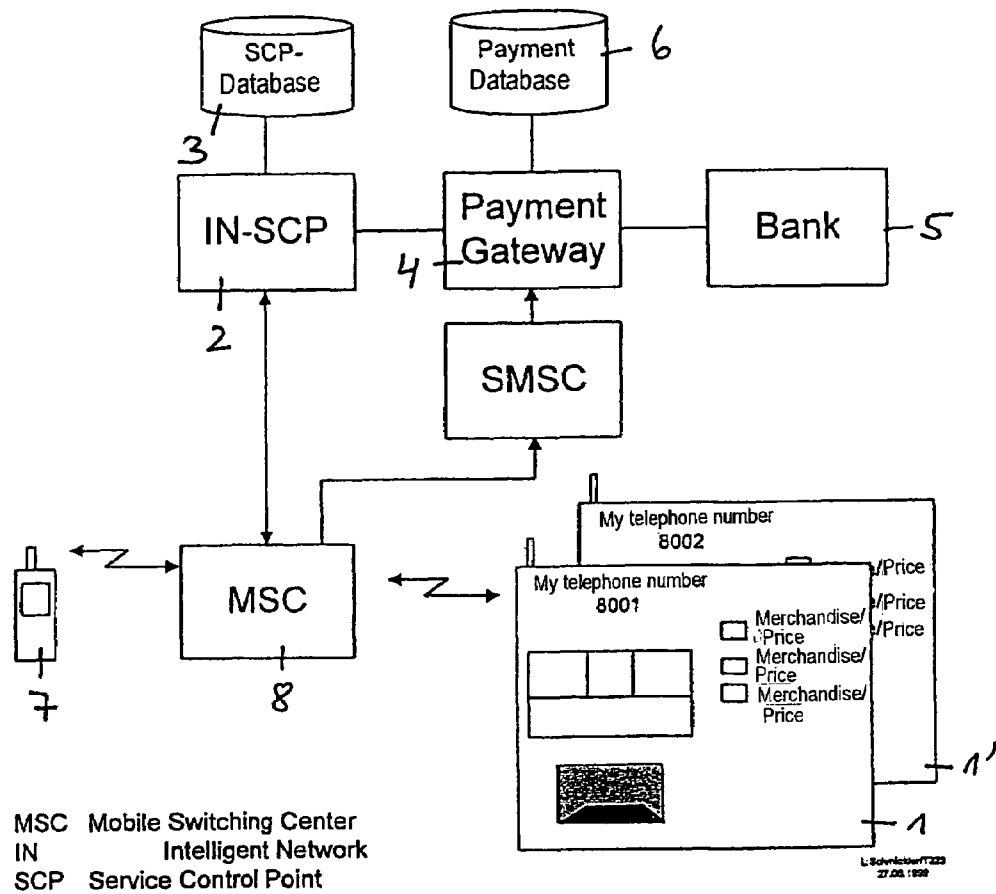 SCP-
Database
Payment
Database
6
3
IN-SCP
Payment
Gateway
4
Bank
5
2
SMSC
My telephone number
8002
e/Price
e/Price
e/Price
MSC
My telephone number
8001
Merchandise/
Price
Merchandise/
Price
Merchandise/
Price
7
8
1'
1
MSC Mobile Switching Center
IN Intelligent Network
SCP Service Control Point